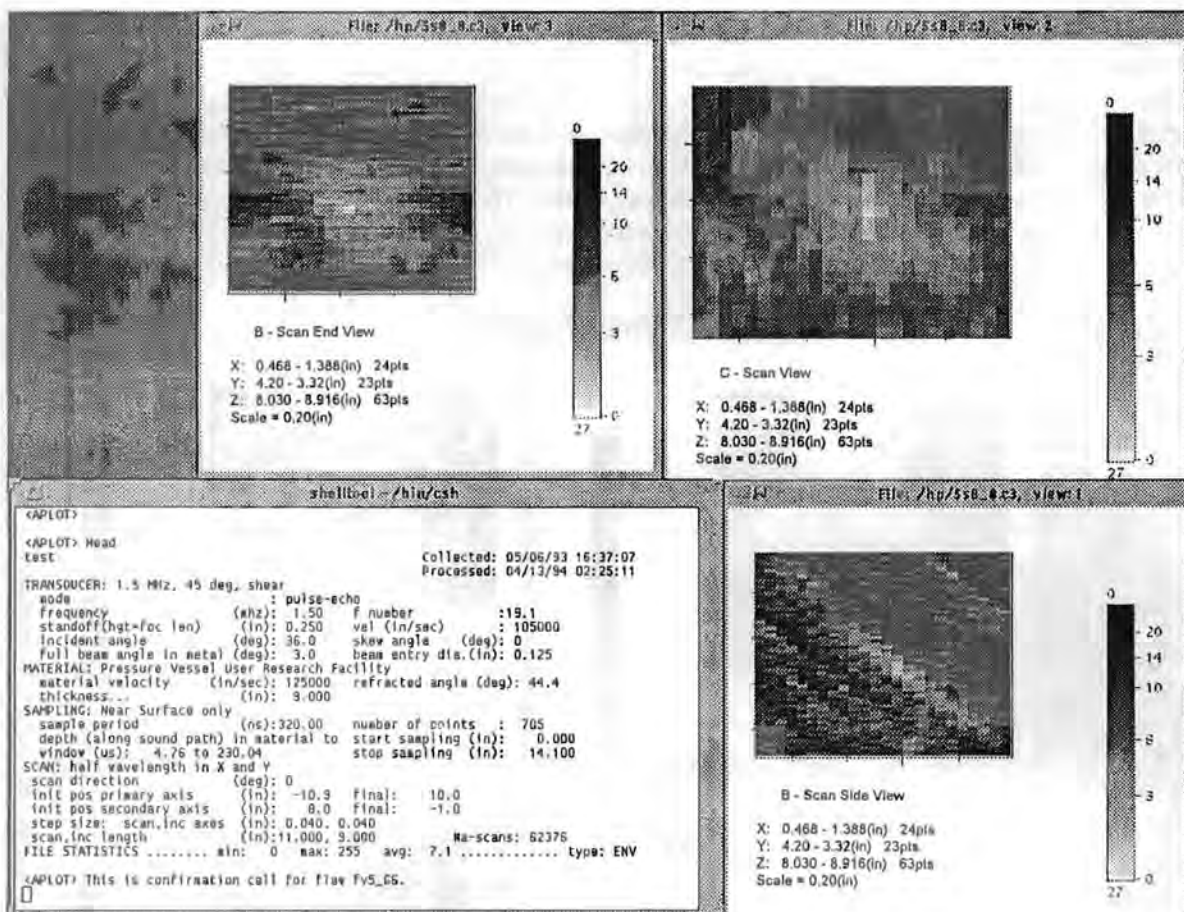 File: /hp/5s8_8.c3, view: 3
0
20
14
10
6
3
0
27
B - Scan End View
X: 0.468 - 1.388(in) 24pts
Y: 4.20 - 3.32(in) 23pts
Z: 8.030 - 8.916(in) 63pts
Scale = 0.20(in)
File: /hp/5s8_8.c3, view: 2
0
20
14
10
5
3
0
27
C - Scan View
X: 0.468 - 1.388(in) 24pts
Y: 4.20 - 3.32(in) 23pts
Z: 8.030 - 8.916(in) 63pts
Scale = 0.20(in)
shelltool - /bin/csh
<APLOT>
<APLOT> Head
test Collected: 05/06/93 16:37:07
Processed: 04/13/94 02:25:11
TRANSDUCER: 1.5 MHz, 45 deg, shear
mode : pulse-echo
frequency (mhz): 1.50 f number :19.1
standoff(hgt-foc len) (in): 0.250 vel (in/sec) : 105000
incident angle (deg): 36.0 skew angle (deg): 0
full beam angle in metal (deg): 3.0 beam entry dia.(in): 0.125
MATERIAL: Pressure Vessel User Research Facility
material velocity (in/sec): 125000 refracted angle (deg): 44.4
thickness... (in): 9.000
SAMPLING: Near Surface only
sample period (ns):320.00 number of points : 705
depth (along sound path) in material to start sampling (in): 0.000
window (us): 4.76 to 230.04 stop sampling (in): 14.100
SCAN: half wavelength in X and Y
scan direction (deg): 0
init pos primary axis (in): -10.9 final: 10.0
init pos secondary axis (in): 8.0 final: -1.0
step size: scan,inc axes (in): 0.040, 0.040
scan,inc length (in):11.000, 9.000 Na-scans: 62376
FILE STATISTICS ........ min: 0 max: 255 avg: 7.1 ............. type: ENV
<APLOT> This is confirmation call for flaw
File: /hp/5s8_8.c3, view: 1
0
20
14
10
6
3
0
27
B - Scan Side View
X: 0.468 - 1.388(in) 24pts
Y: 4.20 - 3.32(in) 23pts
Z: 8.030 - 8.916(in) 63pts
Scale = 0.20(in)